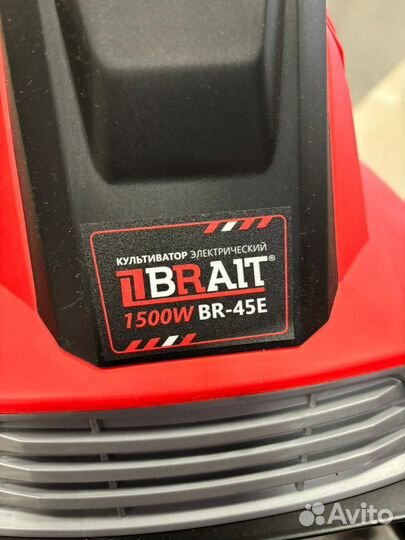 КУЛЬТИВАТОР ЭЛЕКТРИЧЕСКИЙ
BRAIT®
1500W BR-45E
Avito